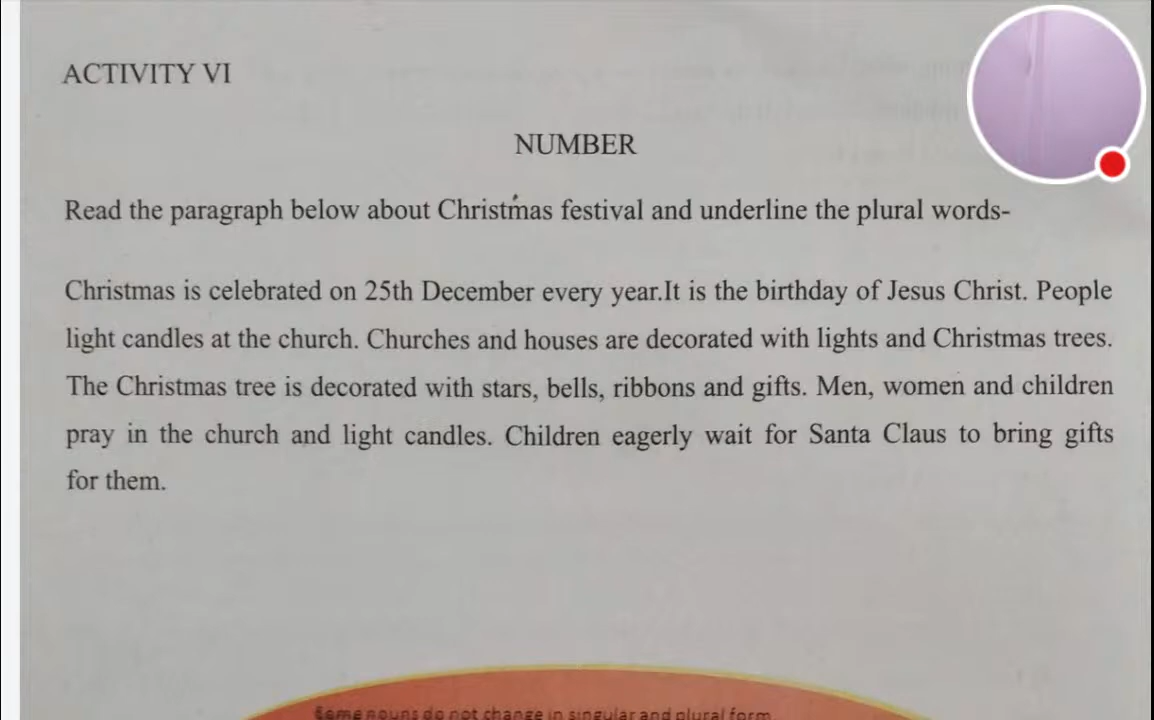 ACTIVITY VI
NUMBER
Read the paragraph below about Christmas festival and underline the plural words-
Christmas is celebrated on 25th December every year.It is the birthday of Jesus Christ. People
light candles at the church. Churches and houses are decorated with lights and Christmas trees.
The Christmas tree is decorated with stars, bells, ribbons and gifts. Men, women and children
pray in the church and light candles. Children eagerly wait for Santa Claus to bring gifts
for them.
Some nouns do not change in singular and plural form